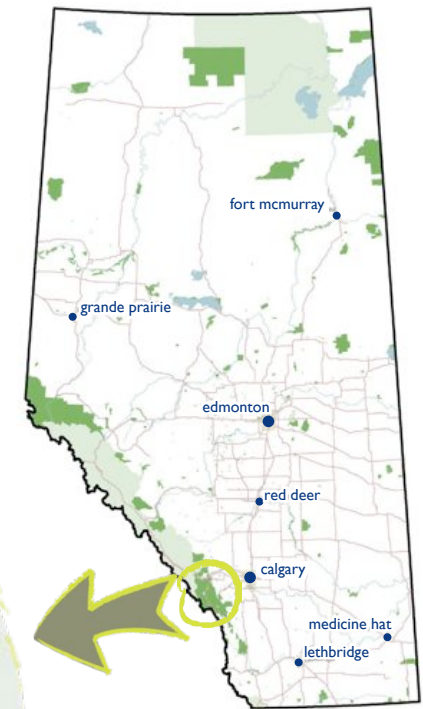 fort mcmurray
grande prairie
edmonton
red deer
calgary
medicine hat
lethbridge